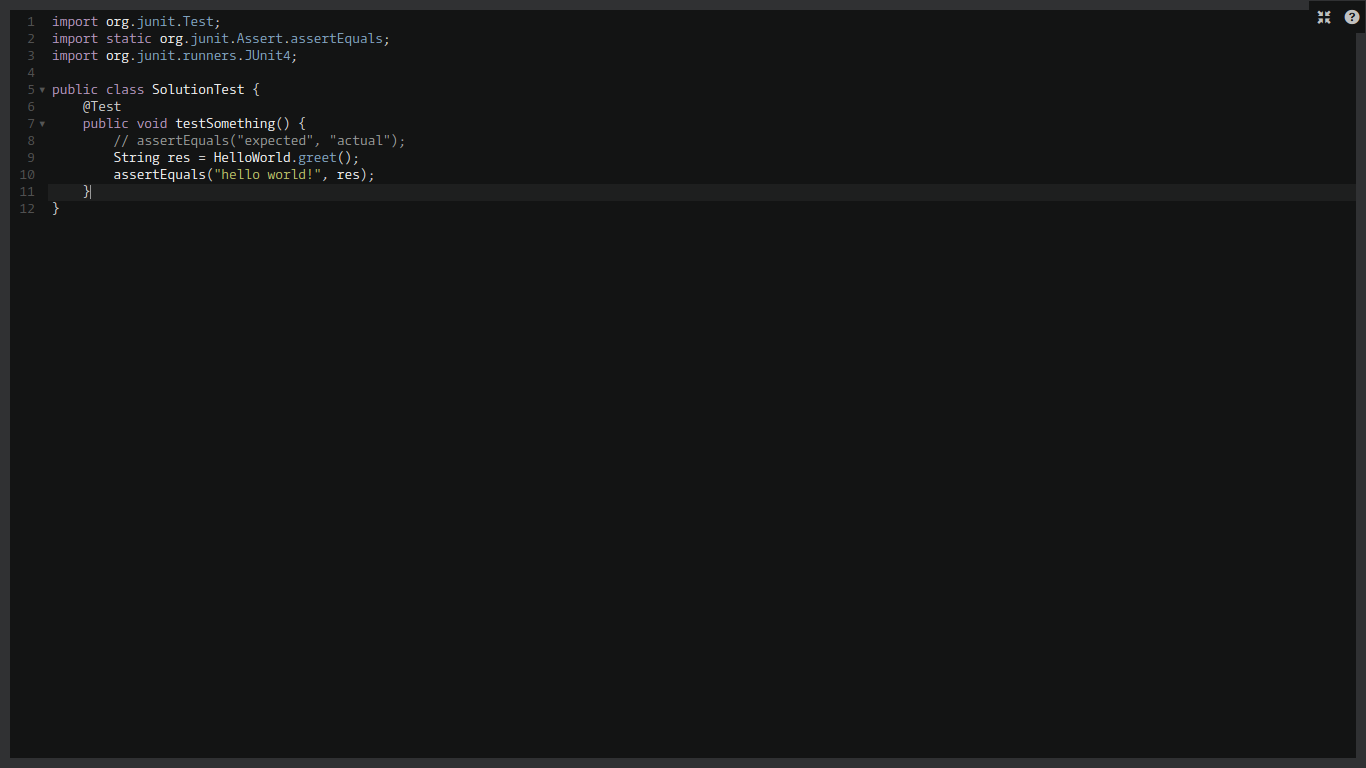 1 import org.junit.Test;
2 import static org.junit.Assert.assertEquals;
3 import org.junit.runners.JUnit4;
4
5 public class SolutionTest {
6     @Test
7     public void testSomething() {
8         // assertEquals("expected", "actual");
9         String res = HelloWorld.greet();
10         assertEquals("hello world!", res);
11     }
12 }
?